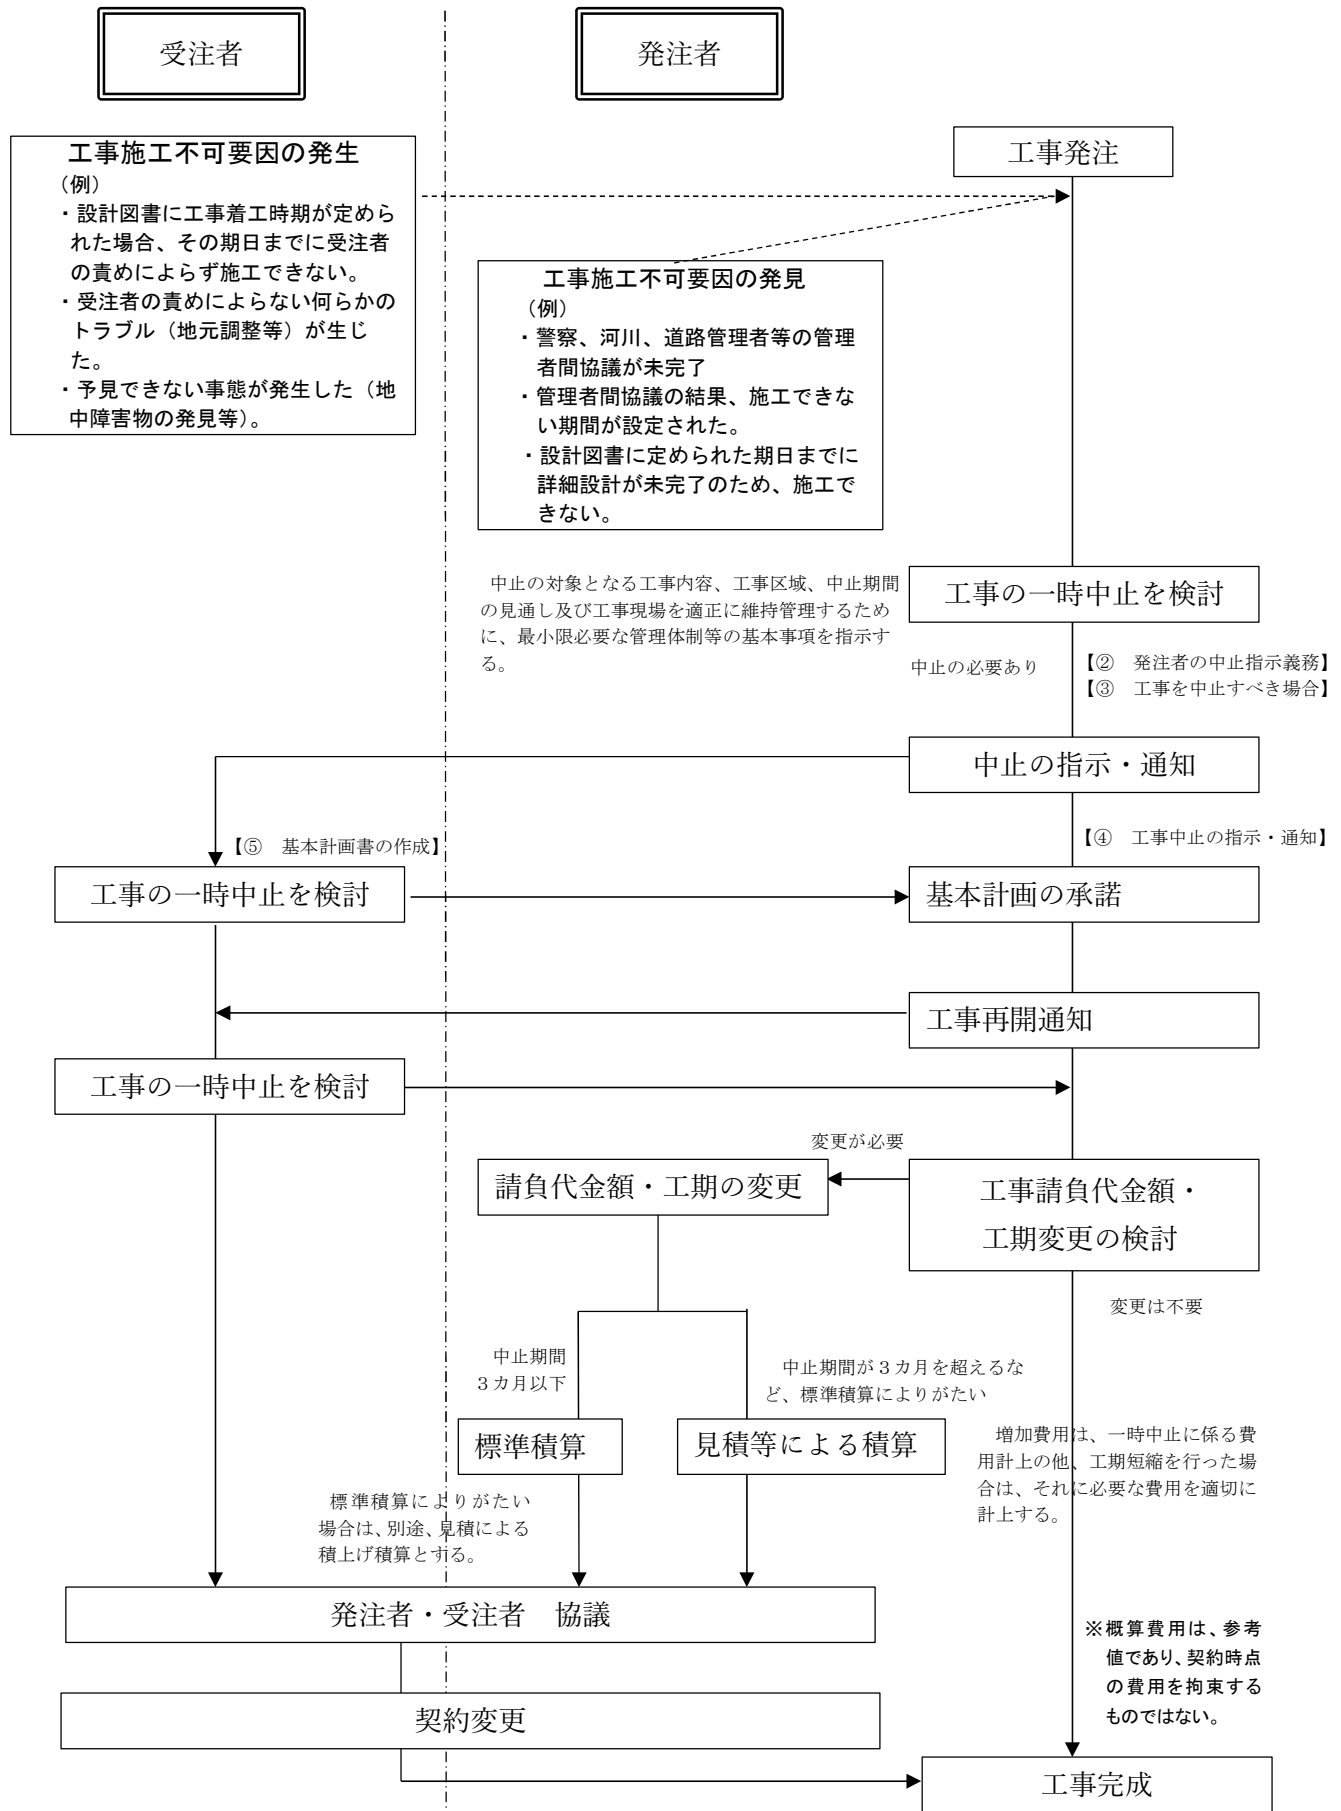 受注者
発注者
工事施工不可要因の発生
（例）
・設計図書に工事着工時期が定めら
れた場合、その期日までに受注者
の責めによらず施工できない。
・受注者の責めによらない何らかの
トラブル（地元調整等）が生じ
た。
・予見できない事態が発生した（地
中障害物の発見等）。
工事発注
工事施工不可要因の発見
（例）
・警察、河川、道路管理者等の管理
者間協議が未完了
・管理者間協議の結果、施工できな
い期間が設定された。
・設計図書に定められた期日までに
詳細設計が未完了のため、施工で
きない。
中止の対象となる工事内容、工事区域、中止期間
の見通し及び工事現場を適正に維持管理するため
に、最小限必要な管理体制等の基本事項を指示す
る。
工事の一時中止を検討
中止の必要あり
【②　発注者の中止指示義務】
【③　工事を中止すべき場合】
中止の指示・通知
【⑤　基本計画書の作成】
【④　工事中止の指示・通知】
工事の一時中止を検討
基本計画の承諾
工事再開通知
工事の一時中止を検討
変更が必要
請負代金額・工期の変更
工事請負代金額・
工期変更の検討
変更は不要
中止期間
３カ月以下
中止期間が３カ月を超えるな
ど、標準積算によりがたい
標準積算
見積等による積算
増加費用は、一時中止に係る費
用計上の他、工期短縮を行った場
合は、それに必要な費用を適切に
計上する。
標準積算によりがたい
場合は、別途、見積による
積上げ積算とする。
発注者・受注者　協議
※概算費用は、参考
値であり、契約時点
の費用を拘束する
ものではない。
契約変更
工事完成